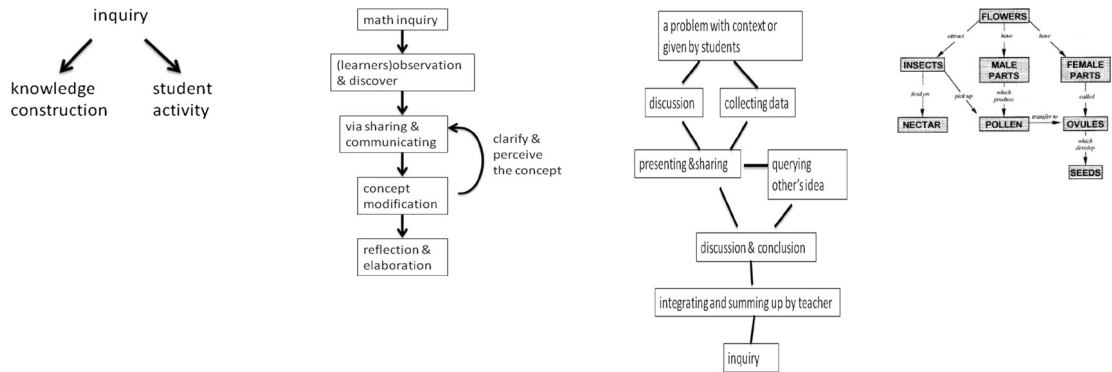 inquiry
knowledge
construction
student
activity
math inquiry
(learners)observation
& discover
via sharing &
communicating
clarify &
perceive
the concept
concept
modification
reflection &
elaboration
a problem with context or
given by students
discussion
collecting data
presenting &sharing
querying
other's idea
discussion & conclusion
integrating and summing up by teacher
inquiry
FLOWERS
attract
have
have
INSECTS
MALE
PARTS
FEMALE
PARTS
feed on
pick up
which
produce
called
NECTAR
POLLEN
transfer to
OVULES
which
develop
SEEDS